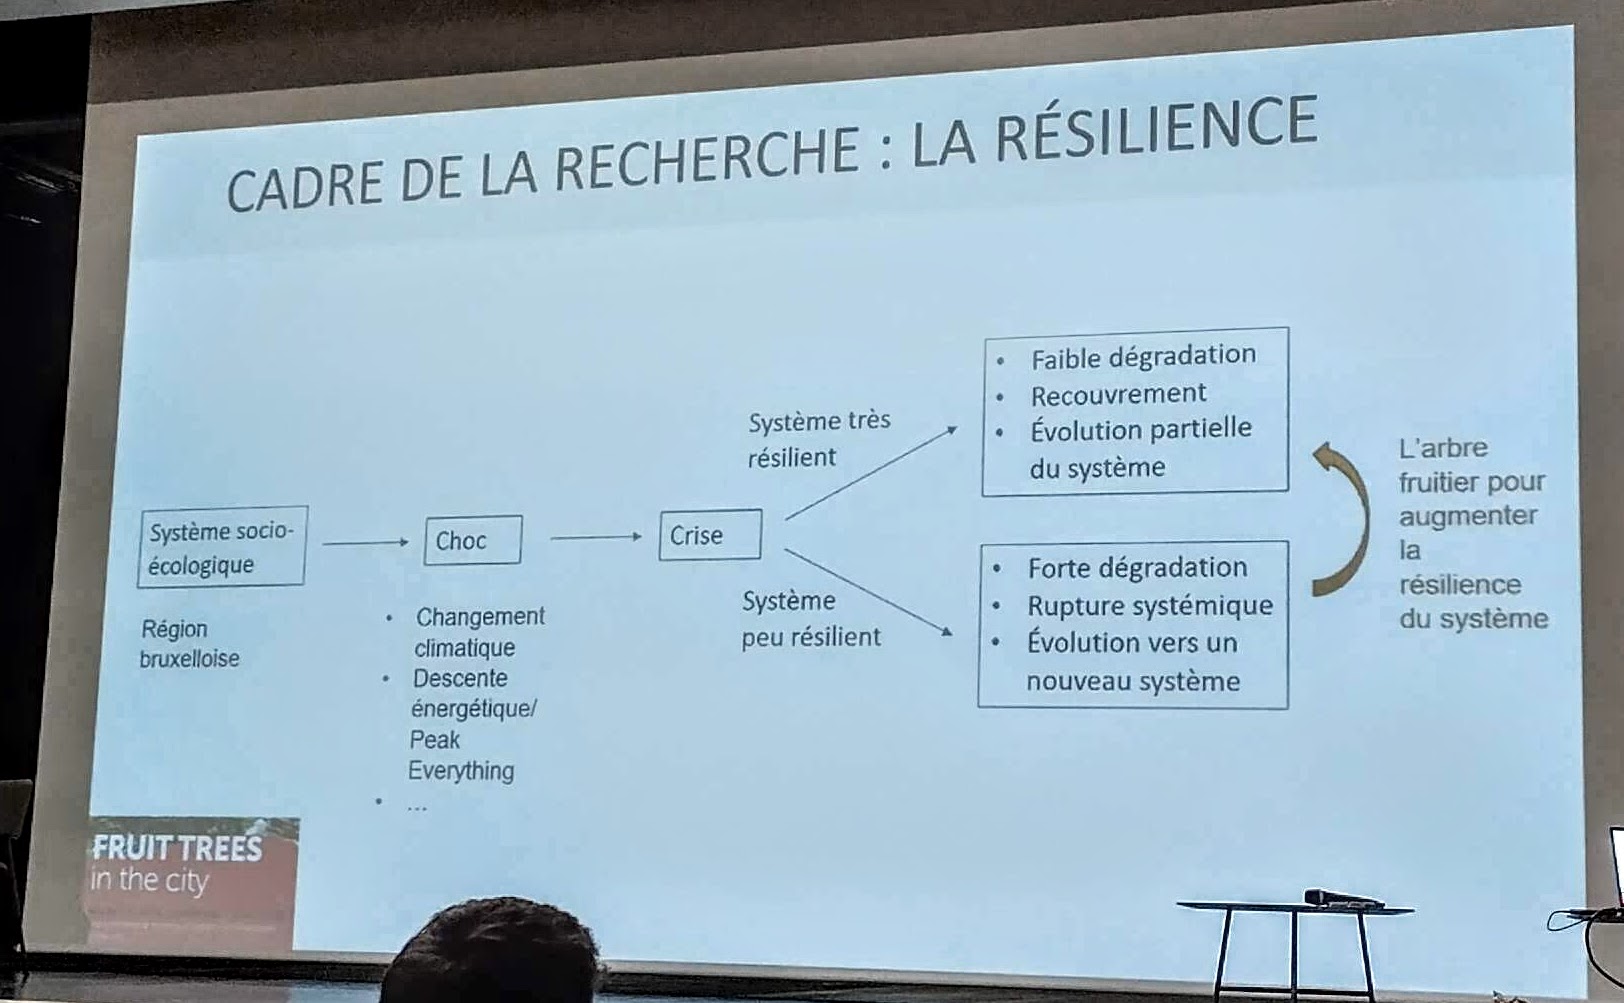 CADRE DE LA RECHERCHE : LA RÉSILIENCE
Système socio-
écologique
Région
bruxelloise
Choc
• Changement
climatique
• Descente
énergétique/
Peak
Everything
• ...
Crise
Système très
résilient
Système
peu résilient
• Faible dégradation
• Recouvrement
• Évolution partielle
du système
• Forte dégradation
• Rupture systémique
• Évolution vers un
nouveau système
L'arbre
fruitier pour
augmenter
la
résilience
du système
FRUIT TREES
in the city